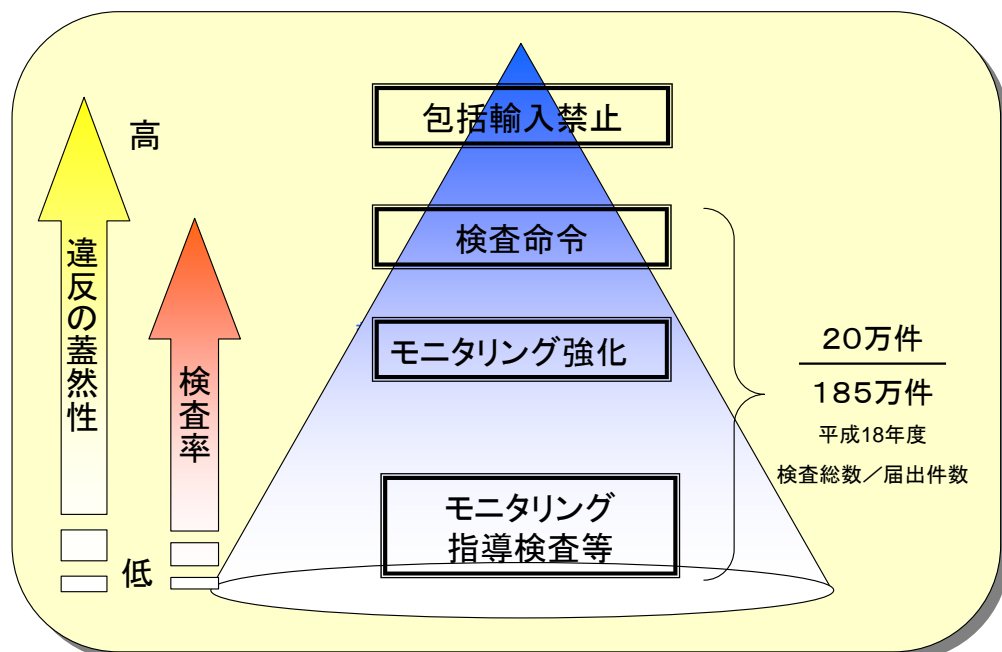 包括輸入禁止
高
検査命令
違反の蓋然性
モニタリング強化
検査率
20万件
185万件
平成18年度
検査総数／届出件数
モニタリング
指導検査等
低